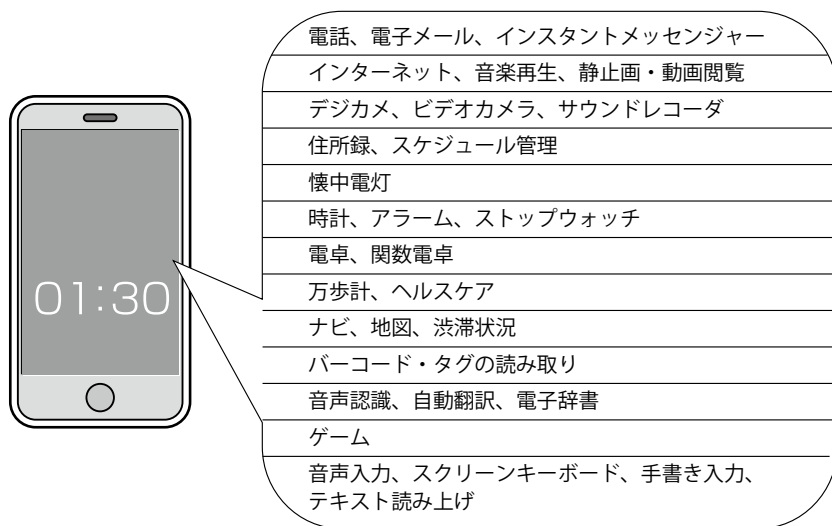 01:30
電話、電子メール、インスタントメッセンジャー
インターネット、音楽再生、静止画・動画閲覧
デジカメ、ビデオカメラ、サウンドレコーダ
住所録、スケジュール管理
懐中電灯
時計、アラーム、ストップウォッチ
電卓、関数電卓
万歩計、ヘルスケア
ナビ、地図、渋滞状況
バーコード・タグの読み取り
音声認識、自動翻訳、電子辞書
ゲーム
音声入力、スクリーンキーボード、手書き入力、
テキスト読み上げ